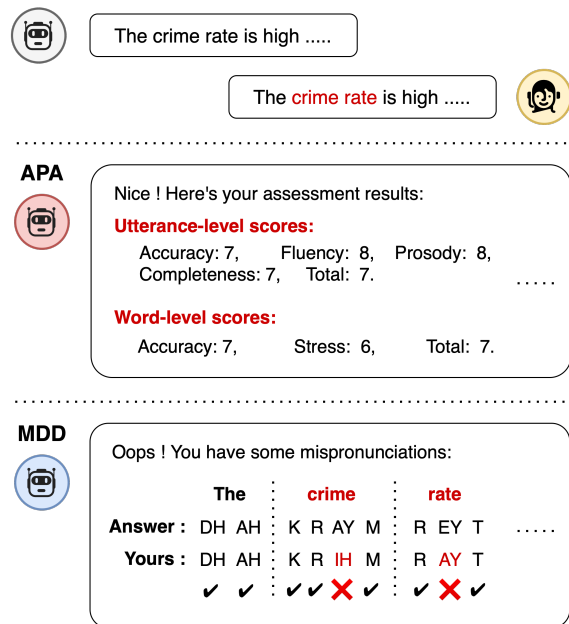 The crime rate is high .....
The crime rate is high .....
APA
Nice ! Here's your assessment results:
Utterance-level scores:
Accuracy: 7, Fluency: 8, Prosody: 8,
Completeness: 7, Total: 7.
.....
Word-level scores:
Accuracy: 7, Stress: 6, Total: 7.
MDD
Oops ! You have some mispronunciations:
The crime rate
Answer : DH AH K R AY M R EY T .....
Yours : DH AH K R IH M R AY T
✔ ✔ ✔ ✔ ❌ ✔ ✔ ❌ ✔